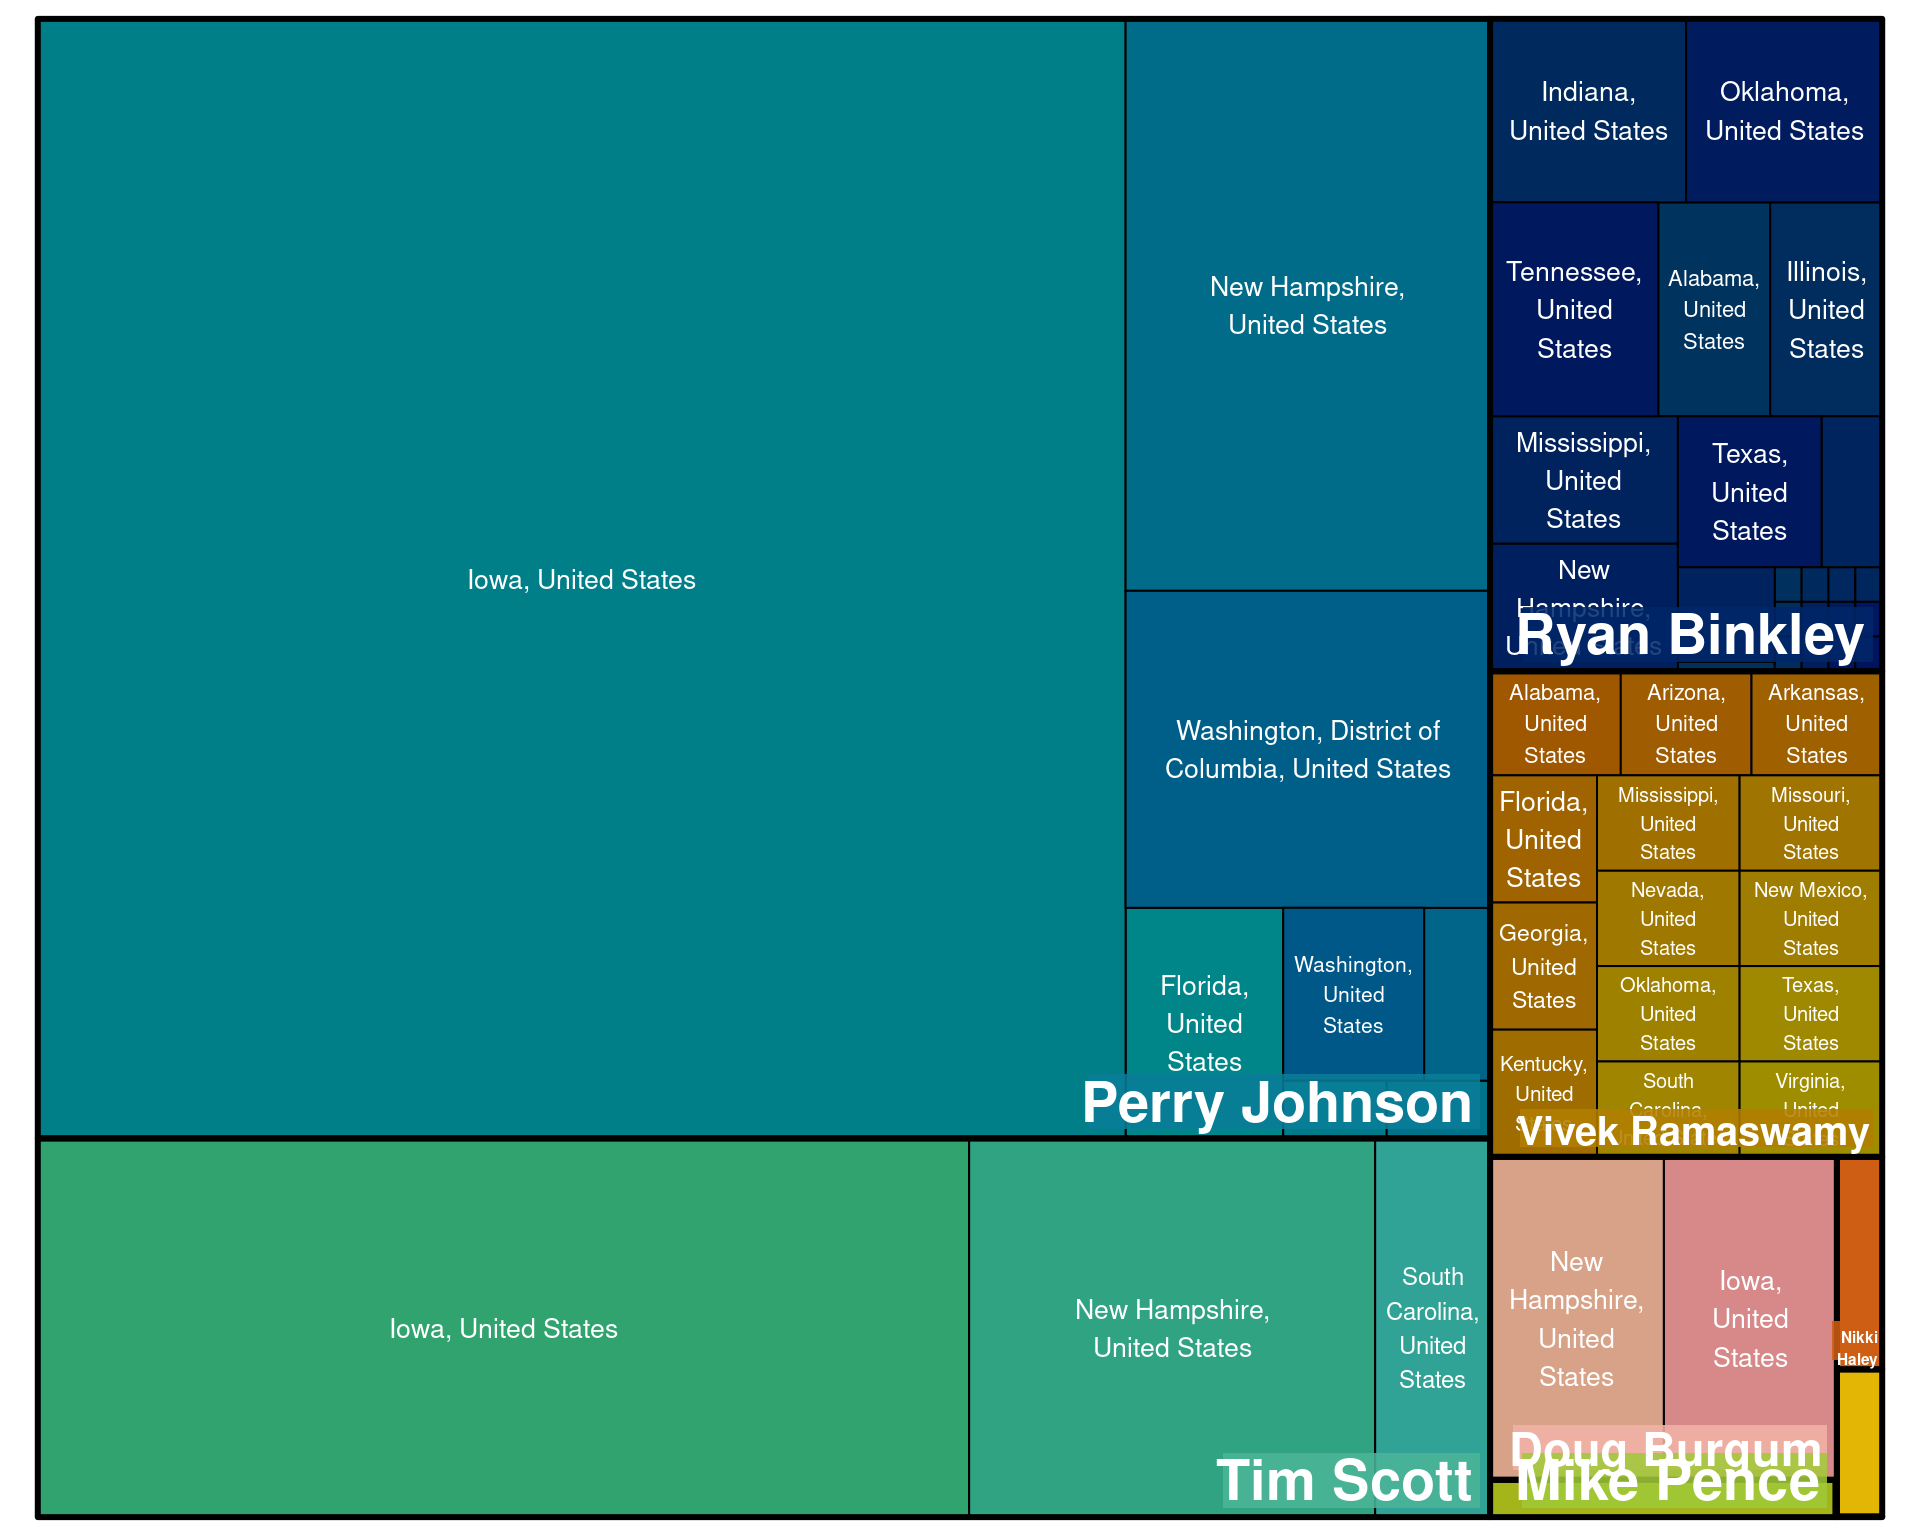 Iowa, United States
New Hampshire,
United States
Washington, District of
Columbia, United States
Florida,
United
States
Washington,
United
States
Perry Johnson
Iowa, United States
New Hampshire,
United States
South
Carolina,
United
States
Tim Scott
Indiana,
United States
Oklahoma,
United States
Tennessee,
United
States
Alabama,
United
States
Illinois,
United
States
Mississippi,
United
States
Texas,
United
States
New
Hampshire,
United States
Ryan Binkley
Alabama,
United
States
Arizona,
United
States
Arkansas,
United
States
Florida,
United
States
Mississippi,
United
States
Missouri,
United
States
Georgia,
United
States
Nevada,
United
States
New Mexico,
United
States
Oklahoma,
United
States
Texas,
United
States
Kentucky,
United
South
Carolina,
Virginia,
United
Vivek Ramaswamy
New
Hampshire,
United
States
Iowa,
United
States
Doug Burgum
Mike Pence
Nikki
Haley